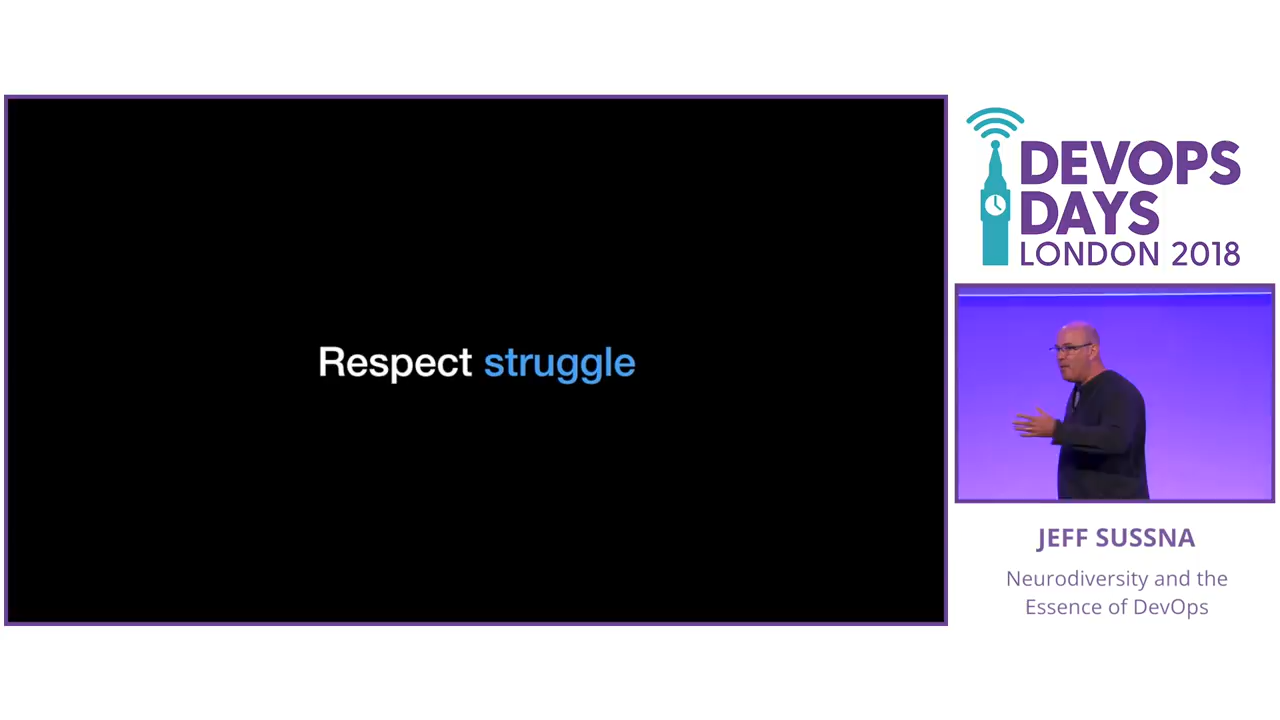 Respect struggle
DEVOPS
DAYS
LONDON 2018
JEFF SUSSNA
Neurodiversity and the
Essence of DevOps